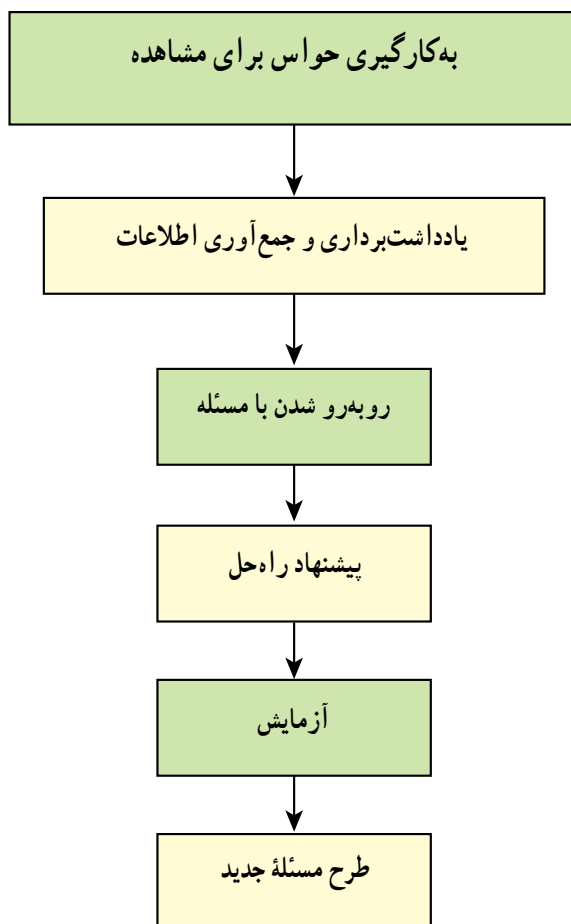 به‌کارگیری حواس برای مشاهده
یادداشت‌برداری و جمع‌آوری اطلاعات
روبه‌رو شدن با مسئله
پیشنهاد راه‌حل
آزمایش
طرح مسئلهٔ جدید